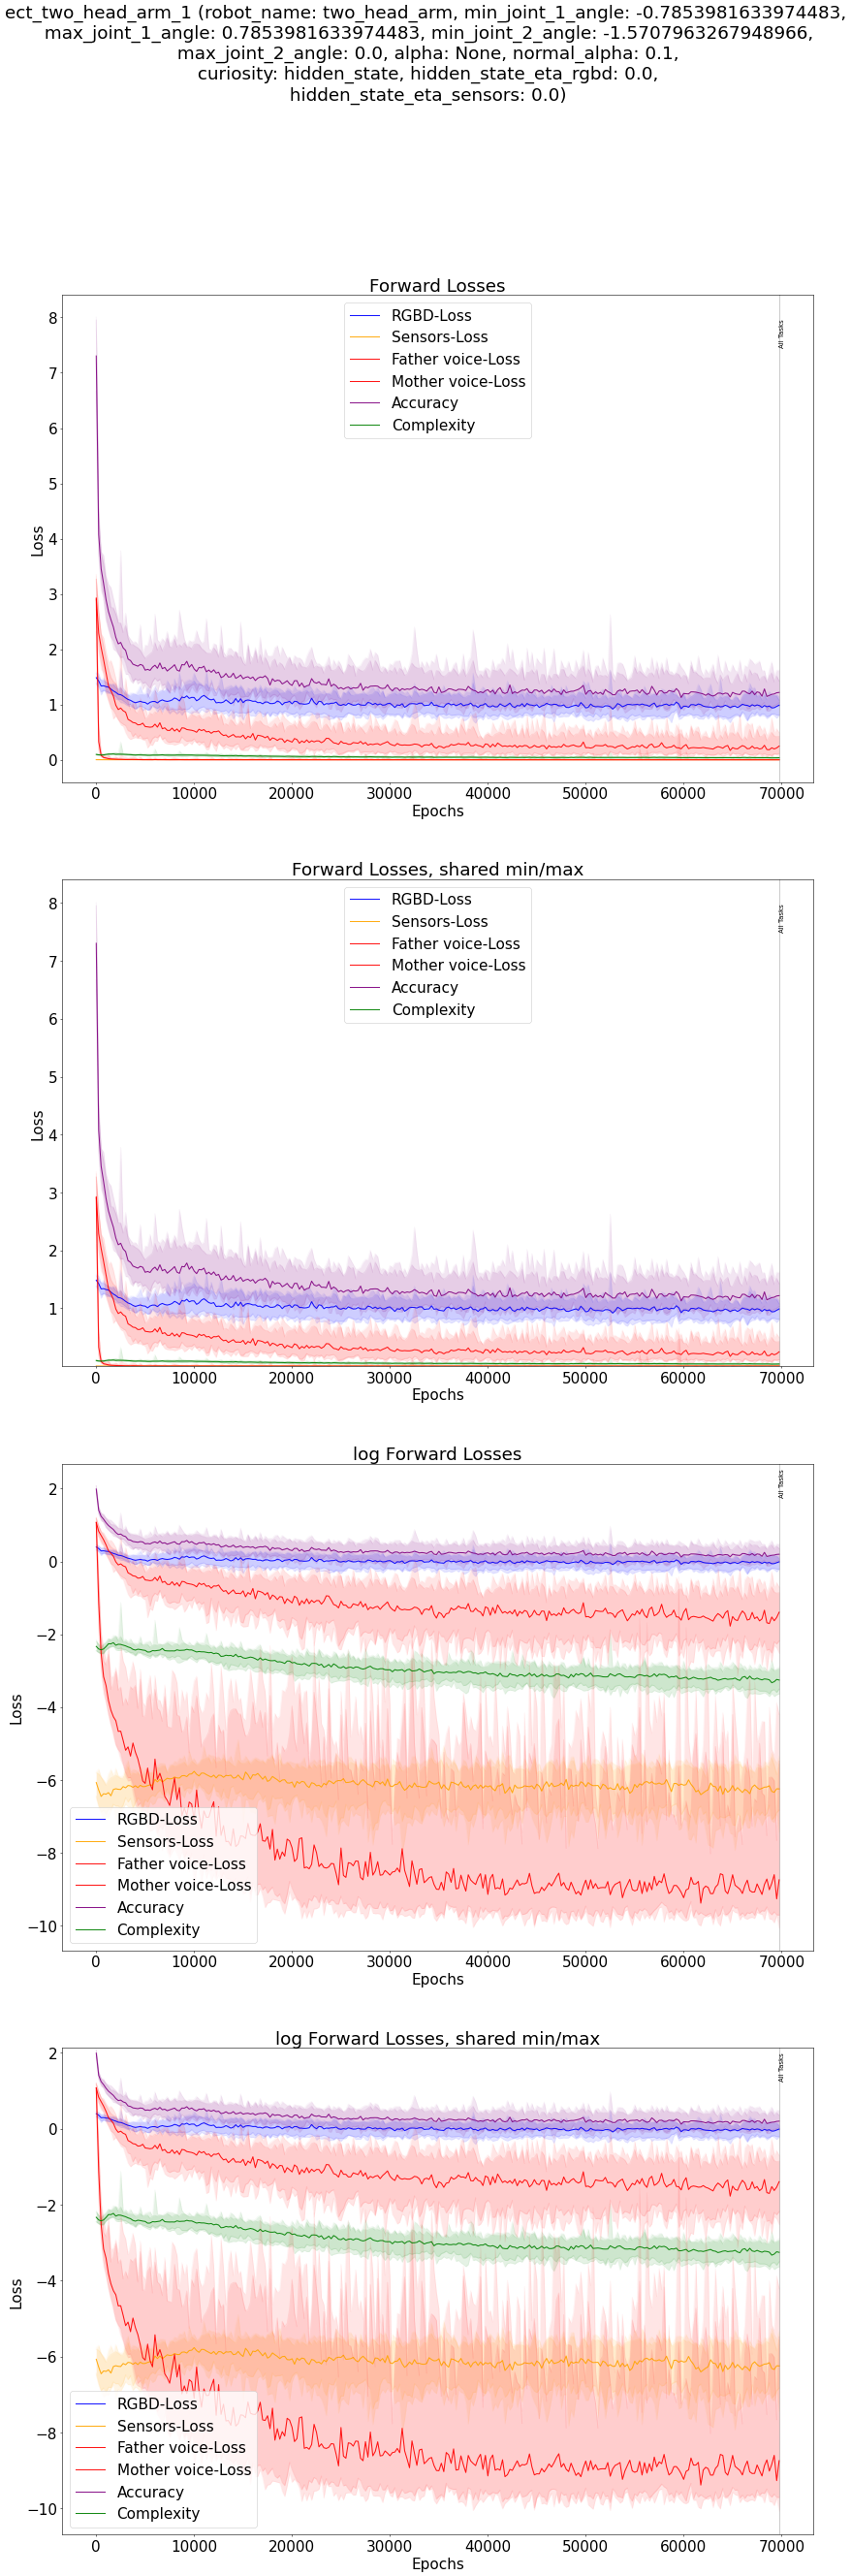 ect_two_head_arm_1 (robot_name: two_head_arm, min_joint_1_angle: -0.7853981633974483,
max_joint_1_angle: 0.7853981633974483, min_joint_2_angle: -1.5707963267948966,
max_joint_2_angle: 0.0, alpha: None, normal_alpha: 0.1,
curiosity: hidden_state, hidden_state_eta_rgbd: 0.0,
hidden_state_eta_sensors: 0.0)
Forward Losses
8
7
6
5
4
3
2
1
0
Loss
RGBD-Loss
Sensors-Loss
Father voice-Loss
Mother voice-Loss
Accuracy
Complexity
All Tasks
0 10000 20000 30000 40000 50000 60000 70000
Epochs
Forward Losses, shared min/max
8
7
6
5
4
3
2
1
Loss
RGBD-Loss
Sensors-Loss
Father voice-Loss
Mother voice-Loss
Accuracy
Complexity
All Tasks
0 10000 20000 30000 40000 50000 60000 70000
Epochs
log Forward Losses
2
0
−2
−4
−6
−8
−10
Loss
All Tasks
RGBD-Loss
Sensors-Loss
Father voice-Loss
Mother voice-Loss
Accuracy
Complexity
0 10000 20000 30000 40000 50000 60000 70000
Epochs
log Forward Losses, shared min/max
2
0
−2
−4
−6
−8
−10
Loss
All Tasks
RGBD-Loss
Sensors-Loss
Father voice-Loss
Mother voice-Loss
Accuracy
Complexity
0 10000 20000 30000 40000 50000 60000 70000
Epochs